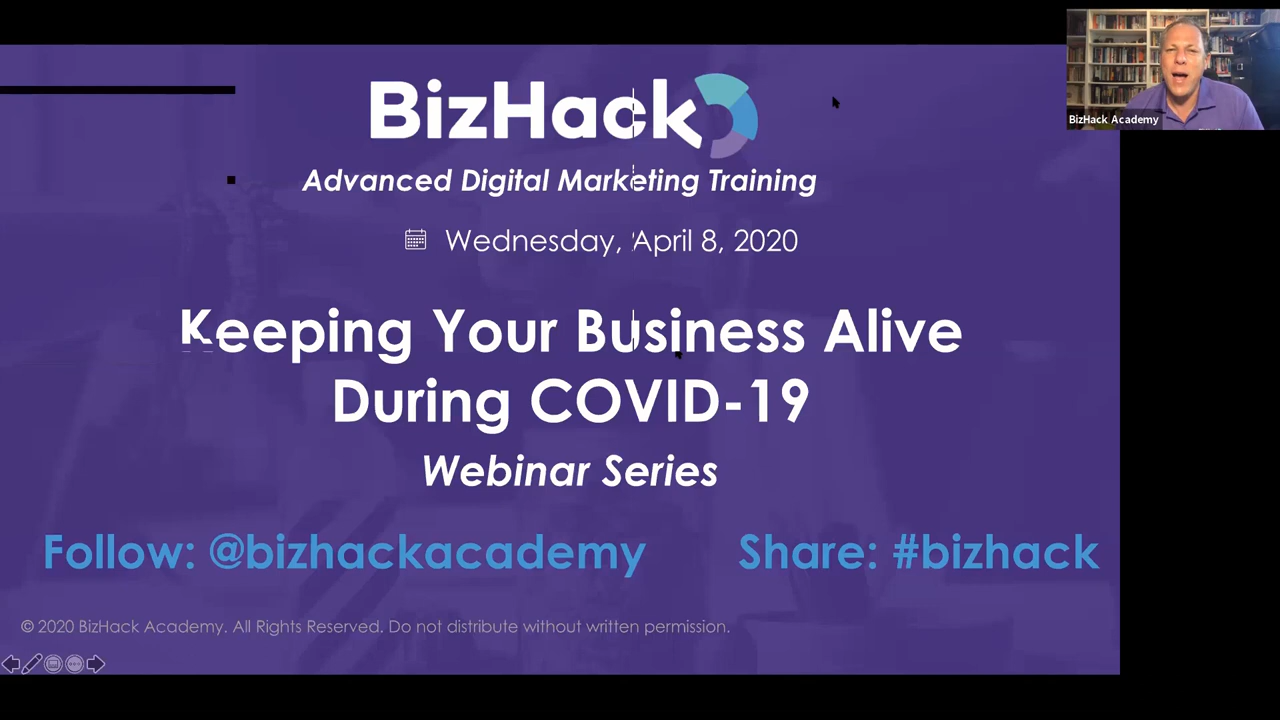 BizHack
BizHack Academy
Advanced Digital Marketing Training
Wednesday, April 8, 2020
Keeping Your Business Alive
During COVID-19
Webinar Series
Follow: @bizhackacademy
Share: #bizhack
© 2020 BizHack Academy. All Rights Reserved. Do not distribute without written permission.